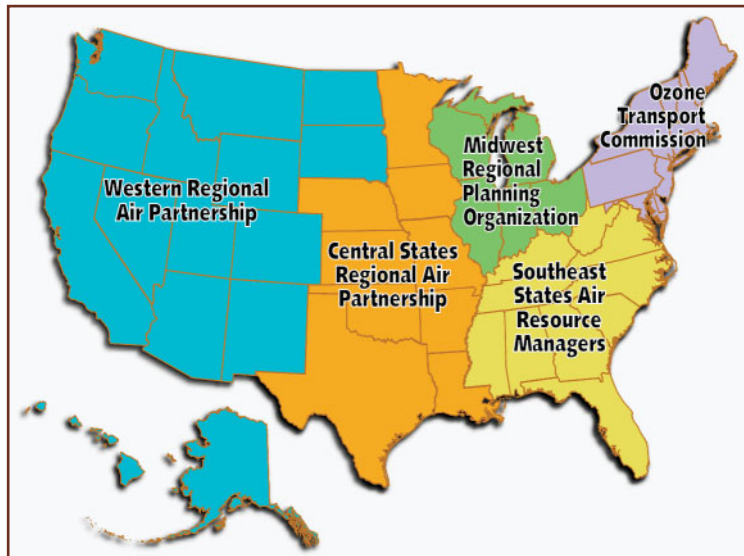 Western Regional
Air Partnership
Central States
Regional Air
Partnership
Midwest
Regional
Planning
Organization
Ozone
Transport
Commission
Southeast
States Air
Resource
Managers